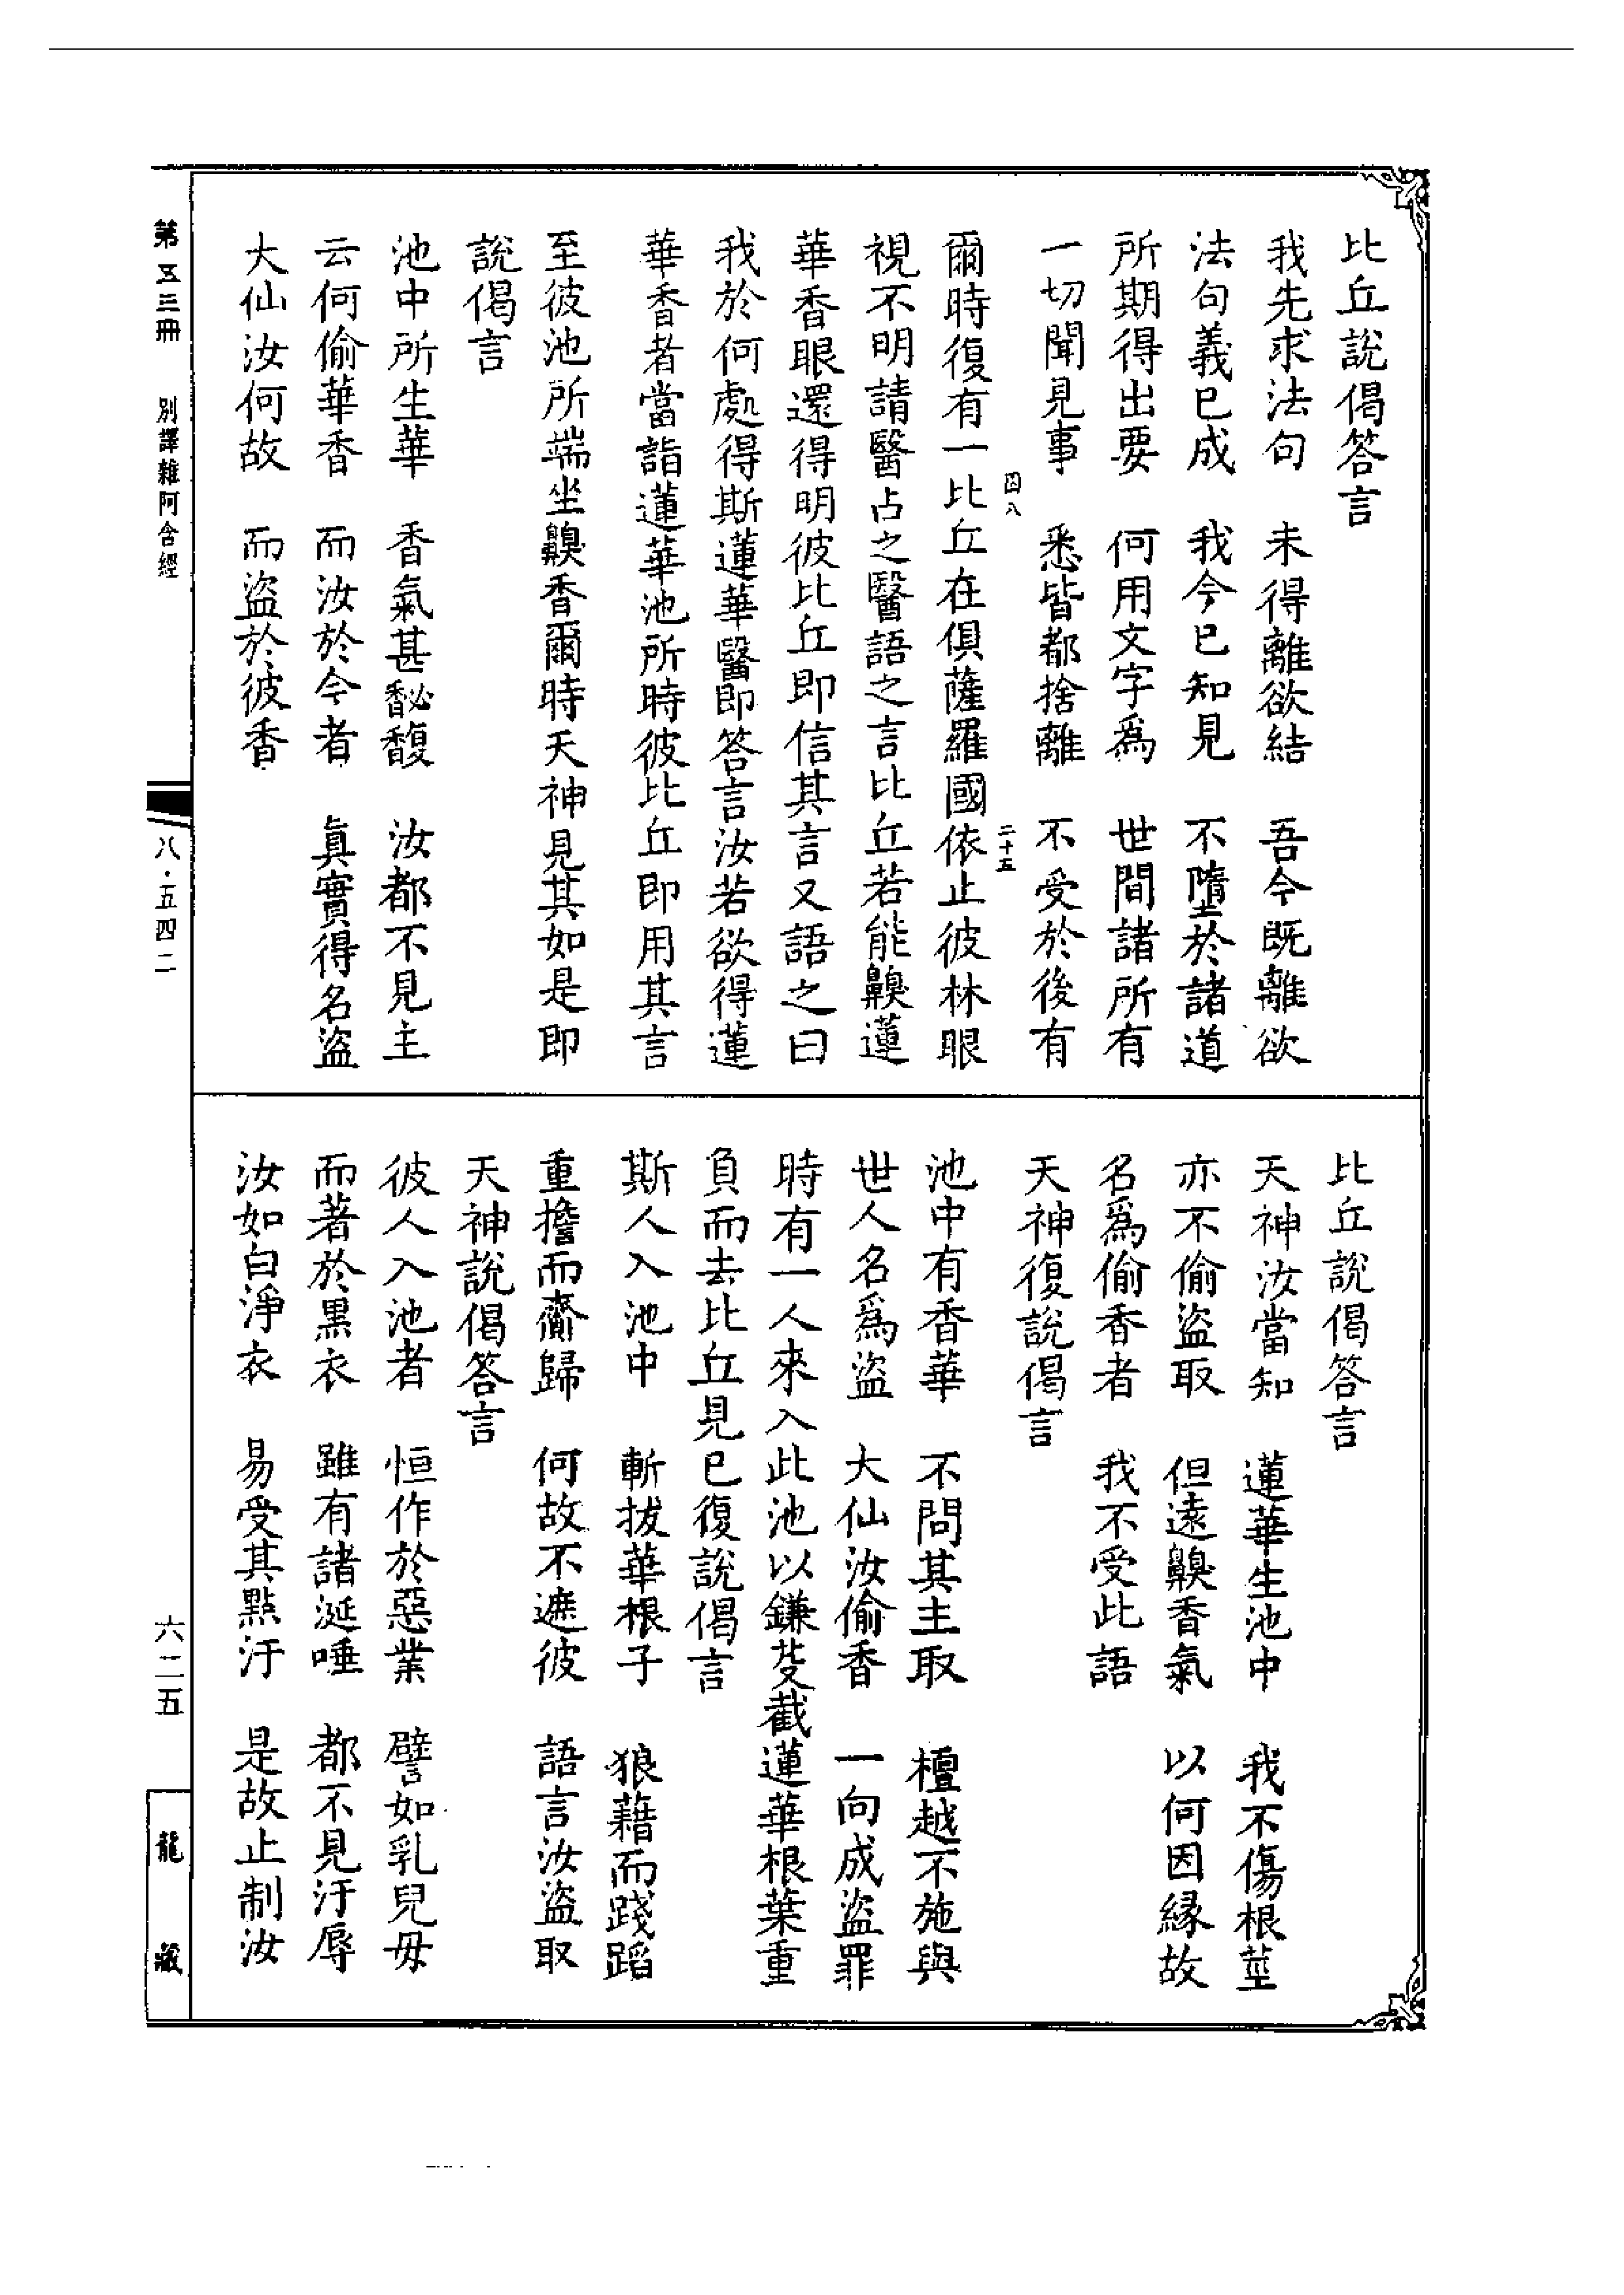 比丘說偈答言
我先求法句　未得離欲結　吾今既離欲
法句義已成　我今已知見　不墮於諸道
所期得出要　何用文字為　世間諸所有
一切聞見事　悉皆都捨離　不受於後有
四八
二十五
爾時復有一比丘在俱薩羅國依止彼林眼
視不明請醫占之醫語之言比丘若能齅蓮
華香眼還得明彼比丘即信其言又語之曰
我於何處得斯蓮華醫即答言汝若欲得蓮
華香者當詣蓮華池所時彼比丘即用其言
至彼池所端坐齅香爾時天神見其如是即
說偈言
池中所生華　香氣甚馝馥　汝都不見主
云何偷華香　而汝於今者　真實得名盜
大仙汝何故　而盜於彼香
比丘說偈答言
天神汝當知　蓮華生池中　我不傷根莖
亦不偷盜取　但遠齅香氣　以何因緣故
名為偷香者　我不受此語
天神復說偈言
池中有香華　不問其主取　檀越不施與
世人名為盜　大仙汝偷香　一向成盜罪
時有一人來入此池以鎌芟截蓮華根葉重
負而去比丘見已復說偈言
斯人入池中　斬拔華根子　狼藉而踐蹈
重擔而齎歸　何故不遮彼　語言汝盜取
天神說偈答言
彼人入池者　恒作於惡業　譬如乳兒母
而著於黑衣　雖有諸涎唾　都不見汙辱
汝如白淨衣　易受其點汙　是故止制汝
第五三冊　別譯雜阿含經
八・五四二
六二五
龍藏